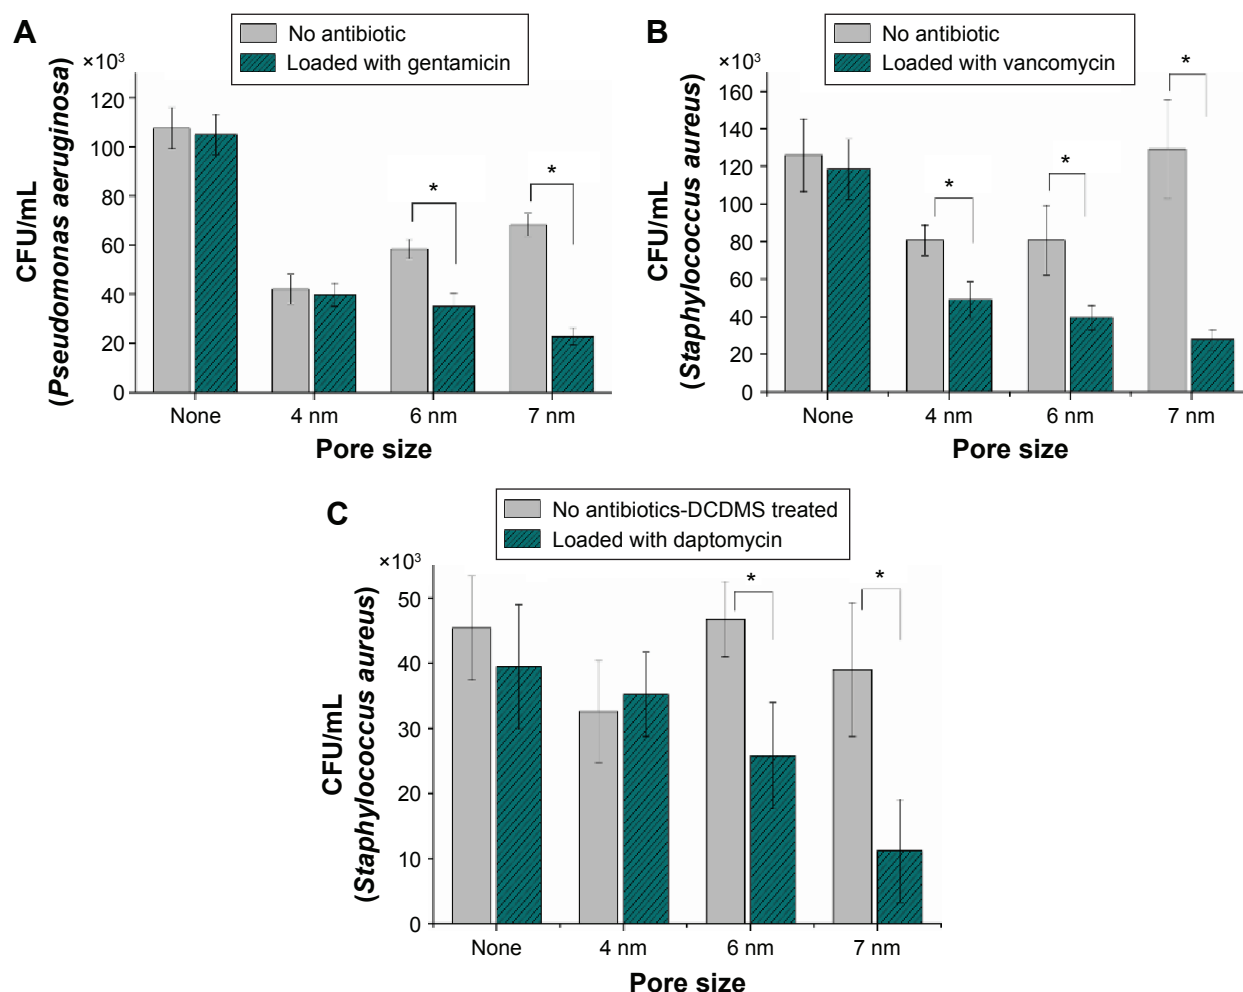 A
No antibiotic
Loaded with gentamicin
×10³
120
100
80
60
40
20
0
CFU/mL
(Pseudomonas aeruginosa)
*
*
None
4 nm
6 nm
7 nm
Pore size
B
No antibiotic
Loaded with vancomycin
×10³
160
140
120
100
80
60
40
20
0
CFU/mL
(Staphylococcus aureus)
*
*
*
None
4 nm
6 nm
7 nm
Pore size
C
No antibiotics-DCDMS treated
Loaded with daptomycin
×10³
50
40
30
20
10
0
CFU/mL
(Staphylococcus aureus)
*
*
None
4 nm
6 nm
7 nm
Pore size